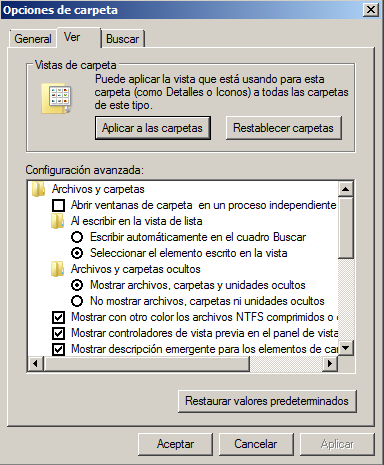 Opciones de carpeta
General
Ver
Buscar
Vistas de carpeta
Puede aplicar la vista que está usando para esta
carpeta (como Detalles o Iconos) a todas las carpetas
de este tipo.
Aplicar a las carpetas
Restablecer carpetas
Configuración avanzada:
Archivos y carpetas
Abrir ventanas de carpeta en un proceso independiente
Al escribir en la vista de lista
Escribir automáticamente en el cuadro Buscar
Seleccionar el elemento escrito en la vista
Archivos y carpetas ocultos
Mostrar archivos, carpetas y unidades ocultos
No mostrar archivos, carpetas ni unidades ocultos
Mostrar con otro color los archivos NTFS comprimidos o
Mostrar controladores de vista previa en el panel de vista
Mostrar descripción emergente para los elementos de
Restaurar valores predeterminados
Aceptar
Cancelar
Aplicar